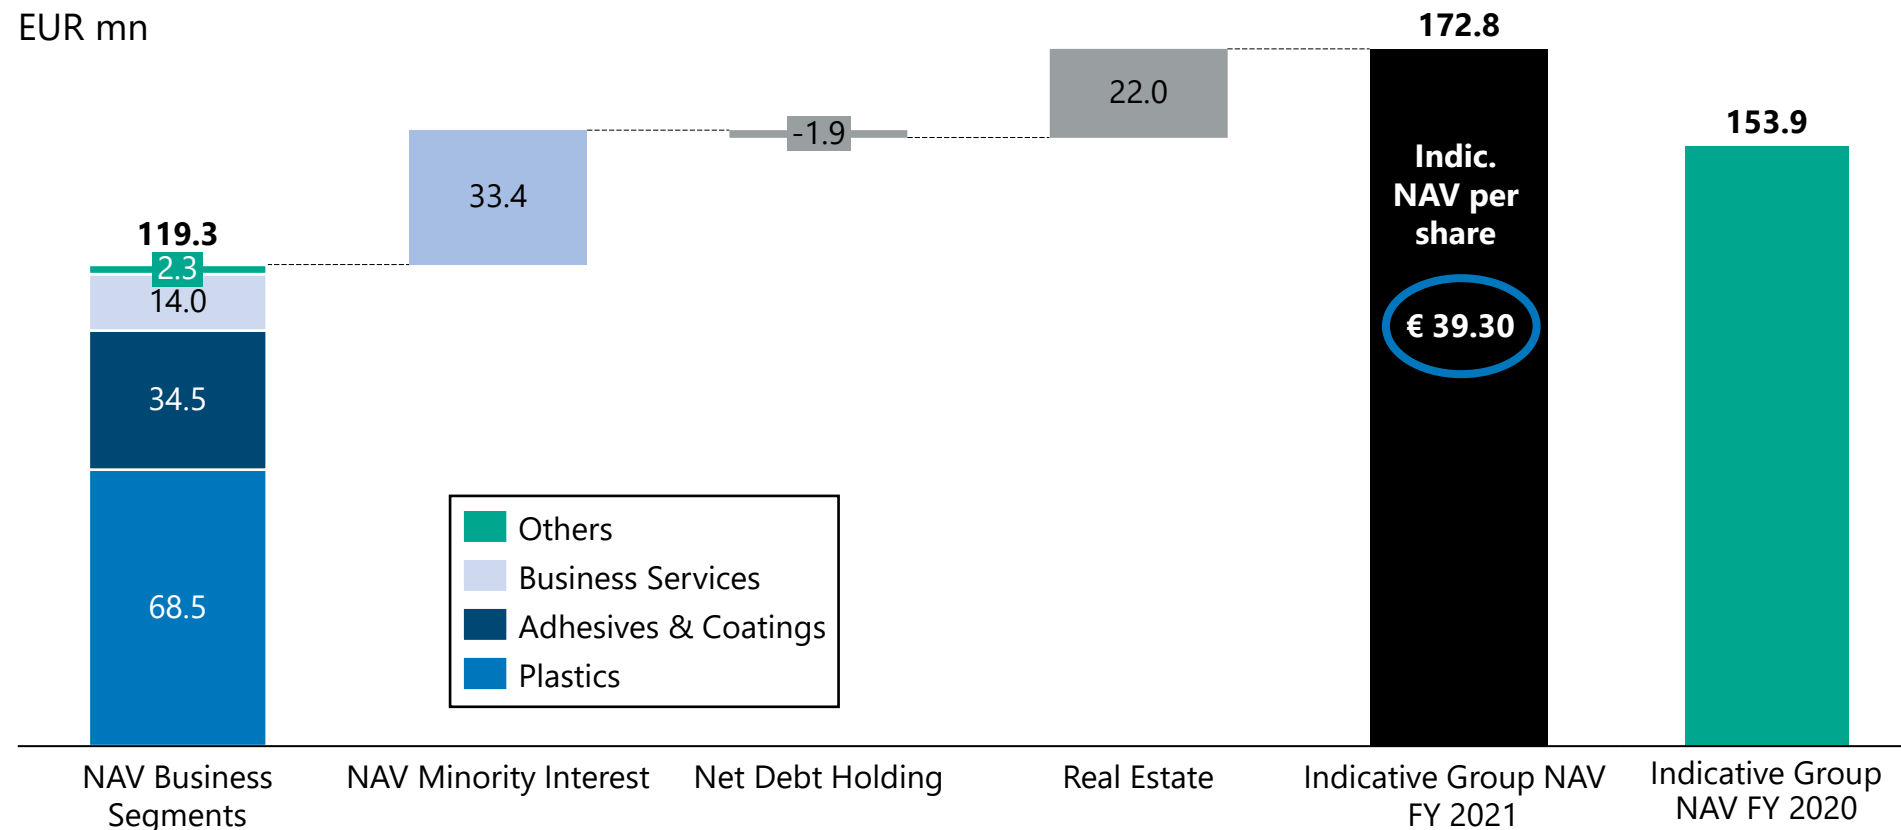 EUR mn
119.3
2.3
14.0
34.5
68.5
33.4
-1.9
22.0
172.8
Indic.
NAV per
share
€ 39.30
153.9
Others
Business Services
Adhesives & Coatings
Plastics
NAV Business
Segments
NAV Minority Interest
Net Debt Holding
Real Estate
Indicative Group NAV
FY 2021
Indicative Group
NAV FY 2020